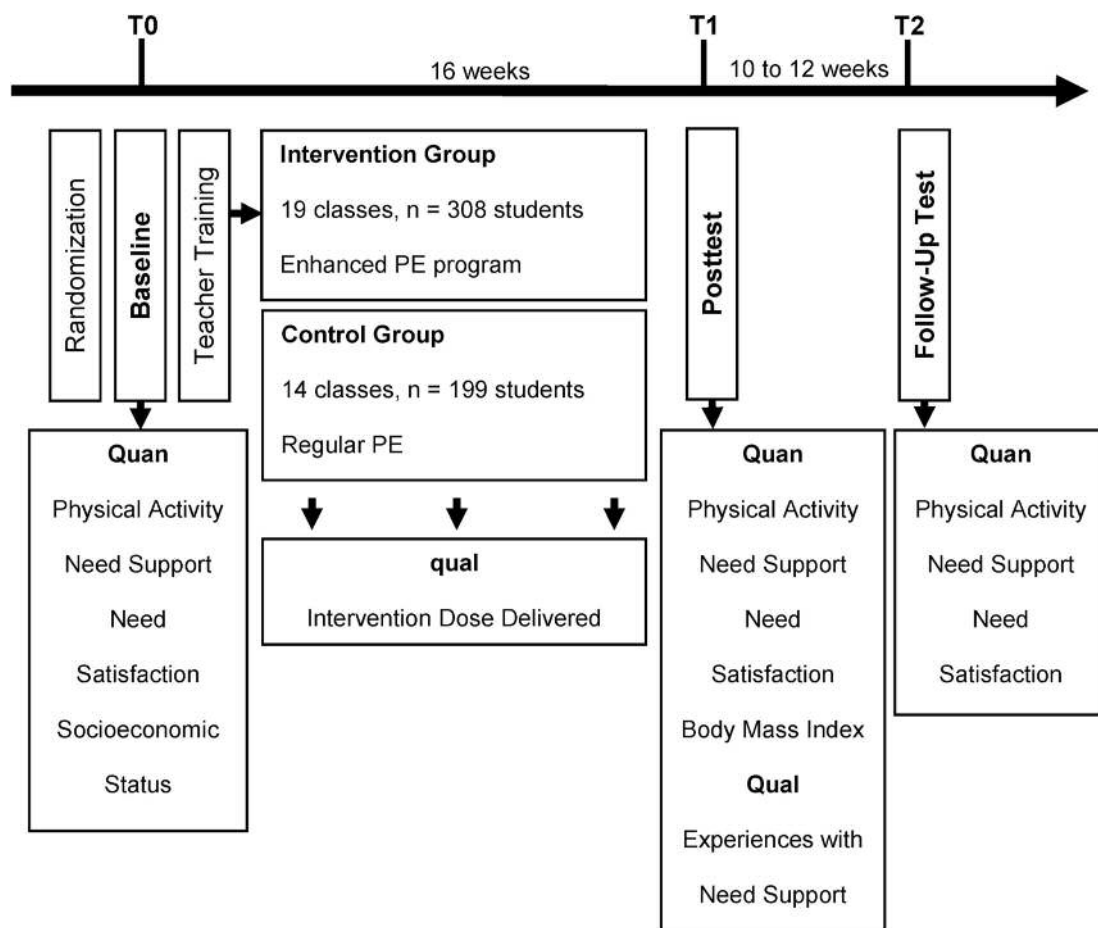 T0
T1
T2
16 weeks
10 to 12 weeks
Randomization
Baseline
Teacher Training
Intervention Group
19 classes, n = 308 students
Enhanced PE program
Control Group
14 classes, n = 199 students
Regular PE
Posttest
Follow-Up Test
Quan
Physical Activity
Need Support
Need
Satisfaction
Socioeconomic
Status
qual
Intervention Dose Delivered
Quan
Physical Activity
Need Support
Need
Satisfaction
Body Mass Index
Qual
Experiences with
Need Support
Quan
Physical Activity
Need Support
Need
Satisfaction